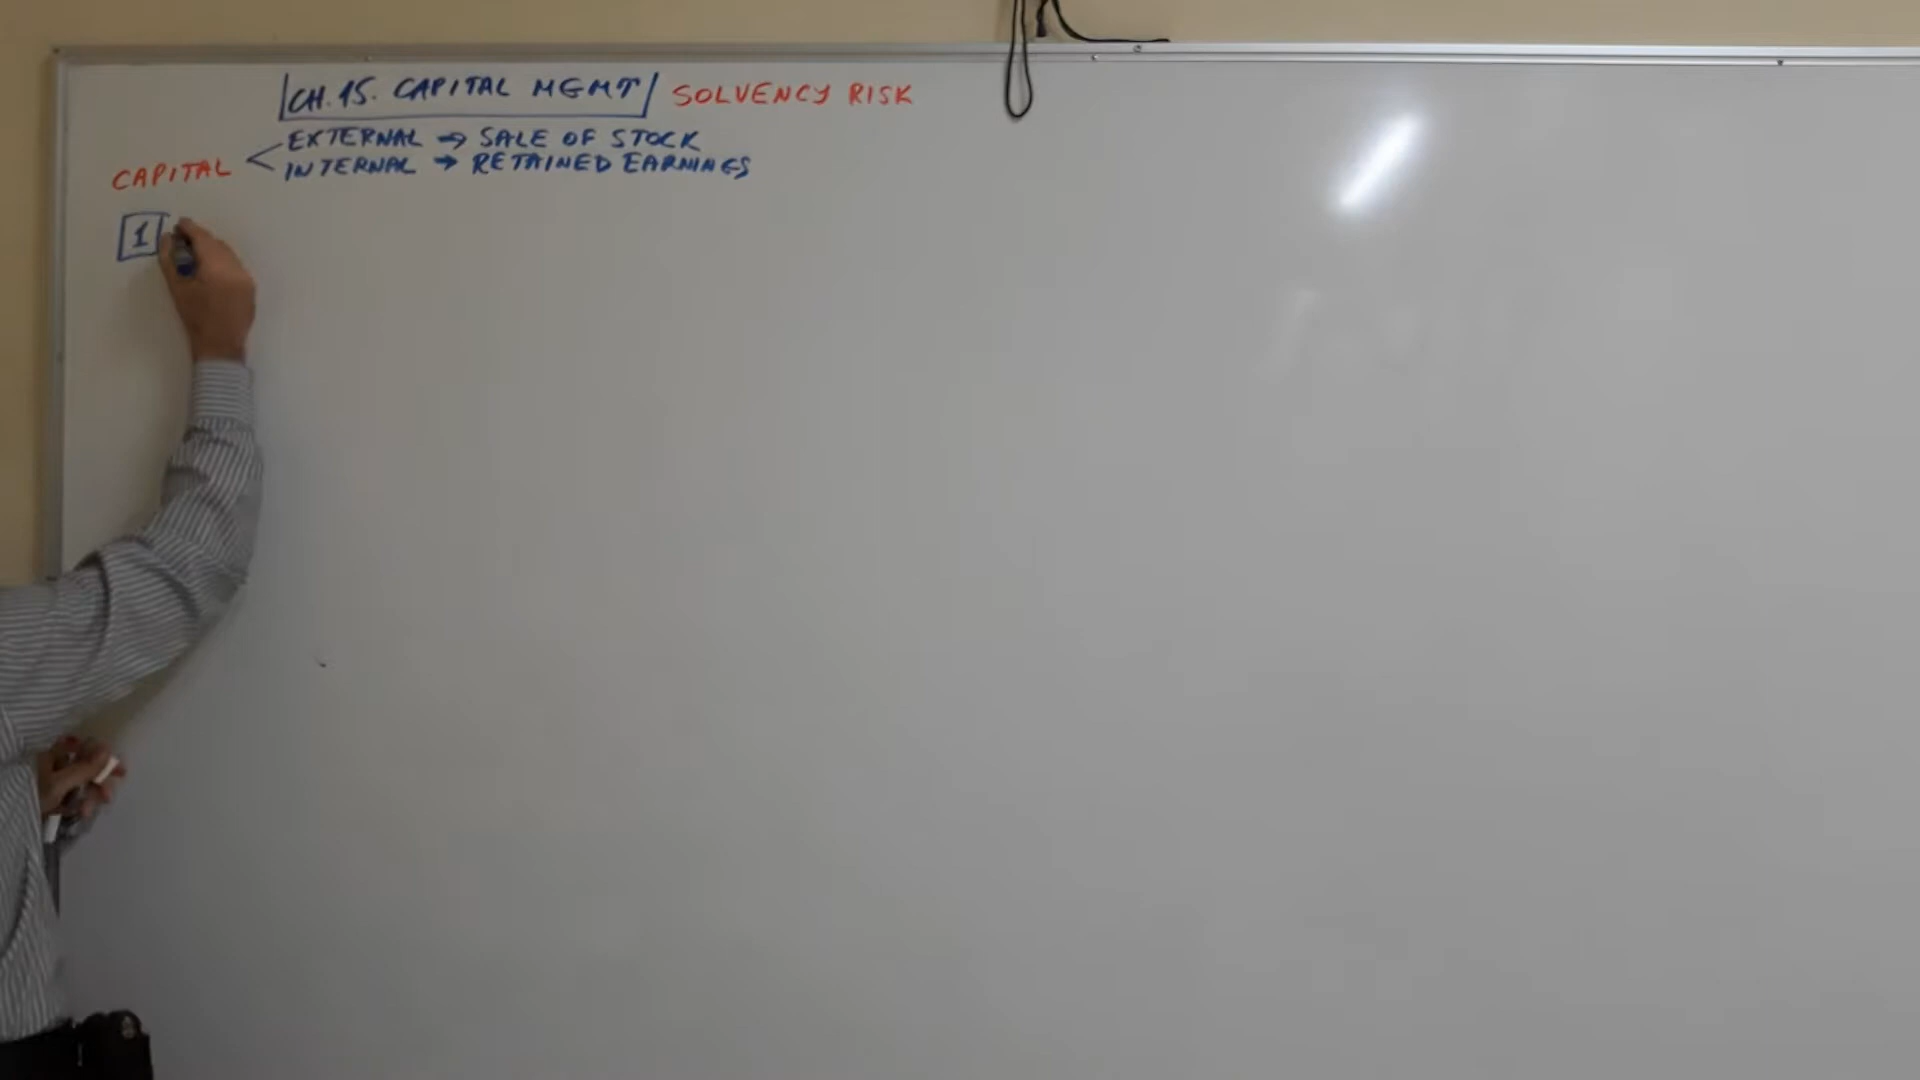 CH. 15. CAPITAL MGMT SOLVENCY RISK
EXTERNAL → SALE OF STOCK
CAPITAL < INTERNAL → RETAINED EARNINGS
1